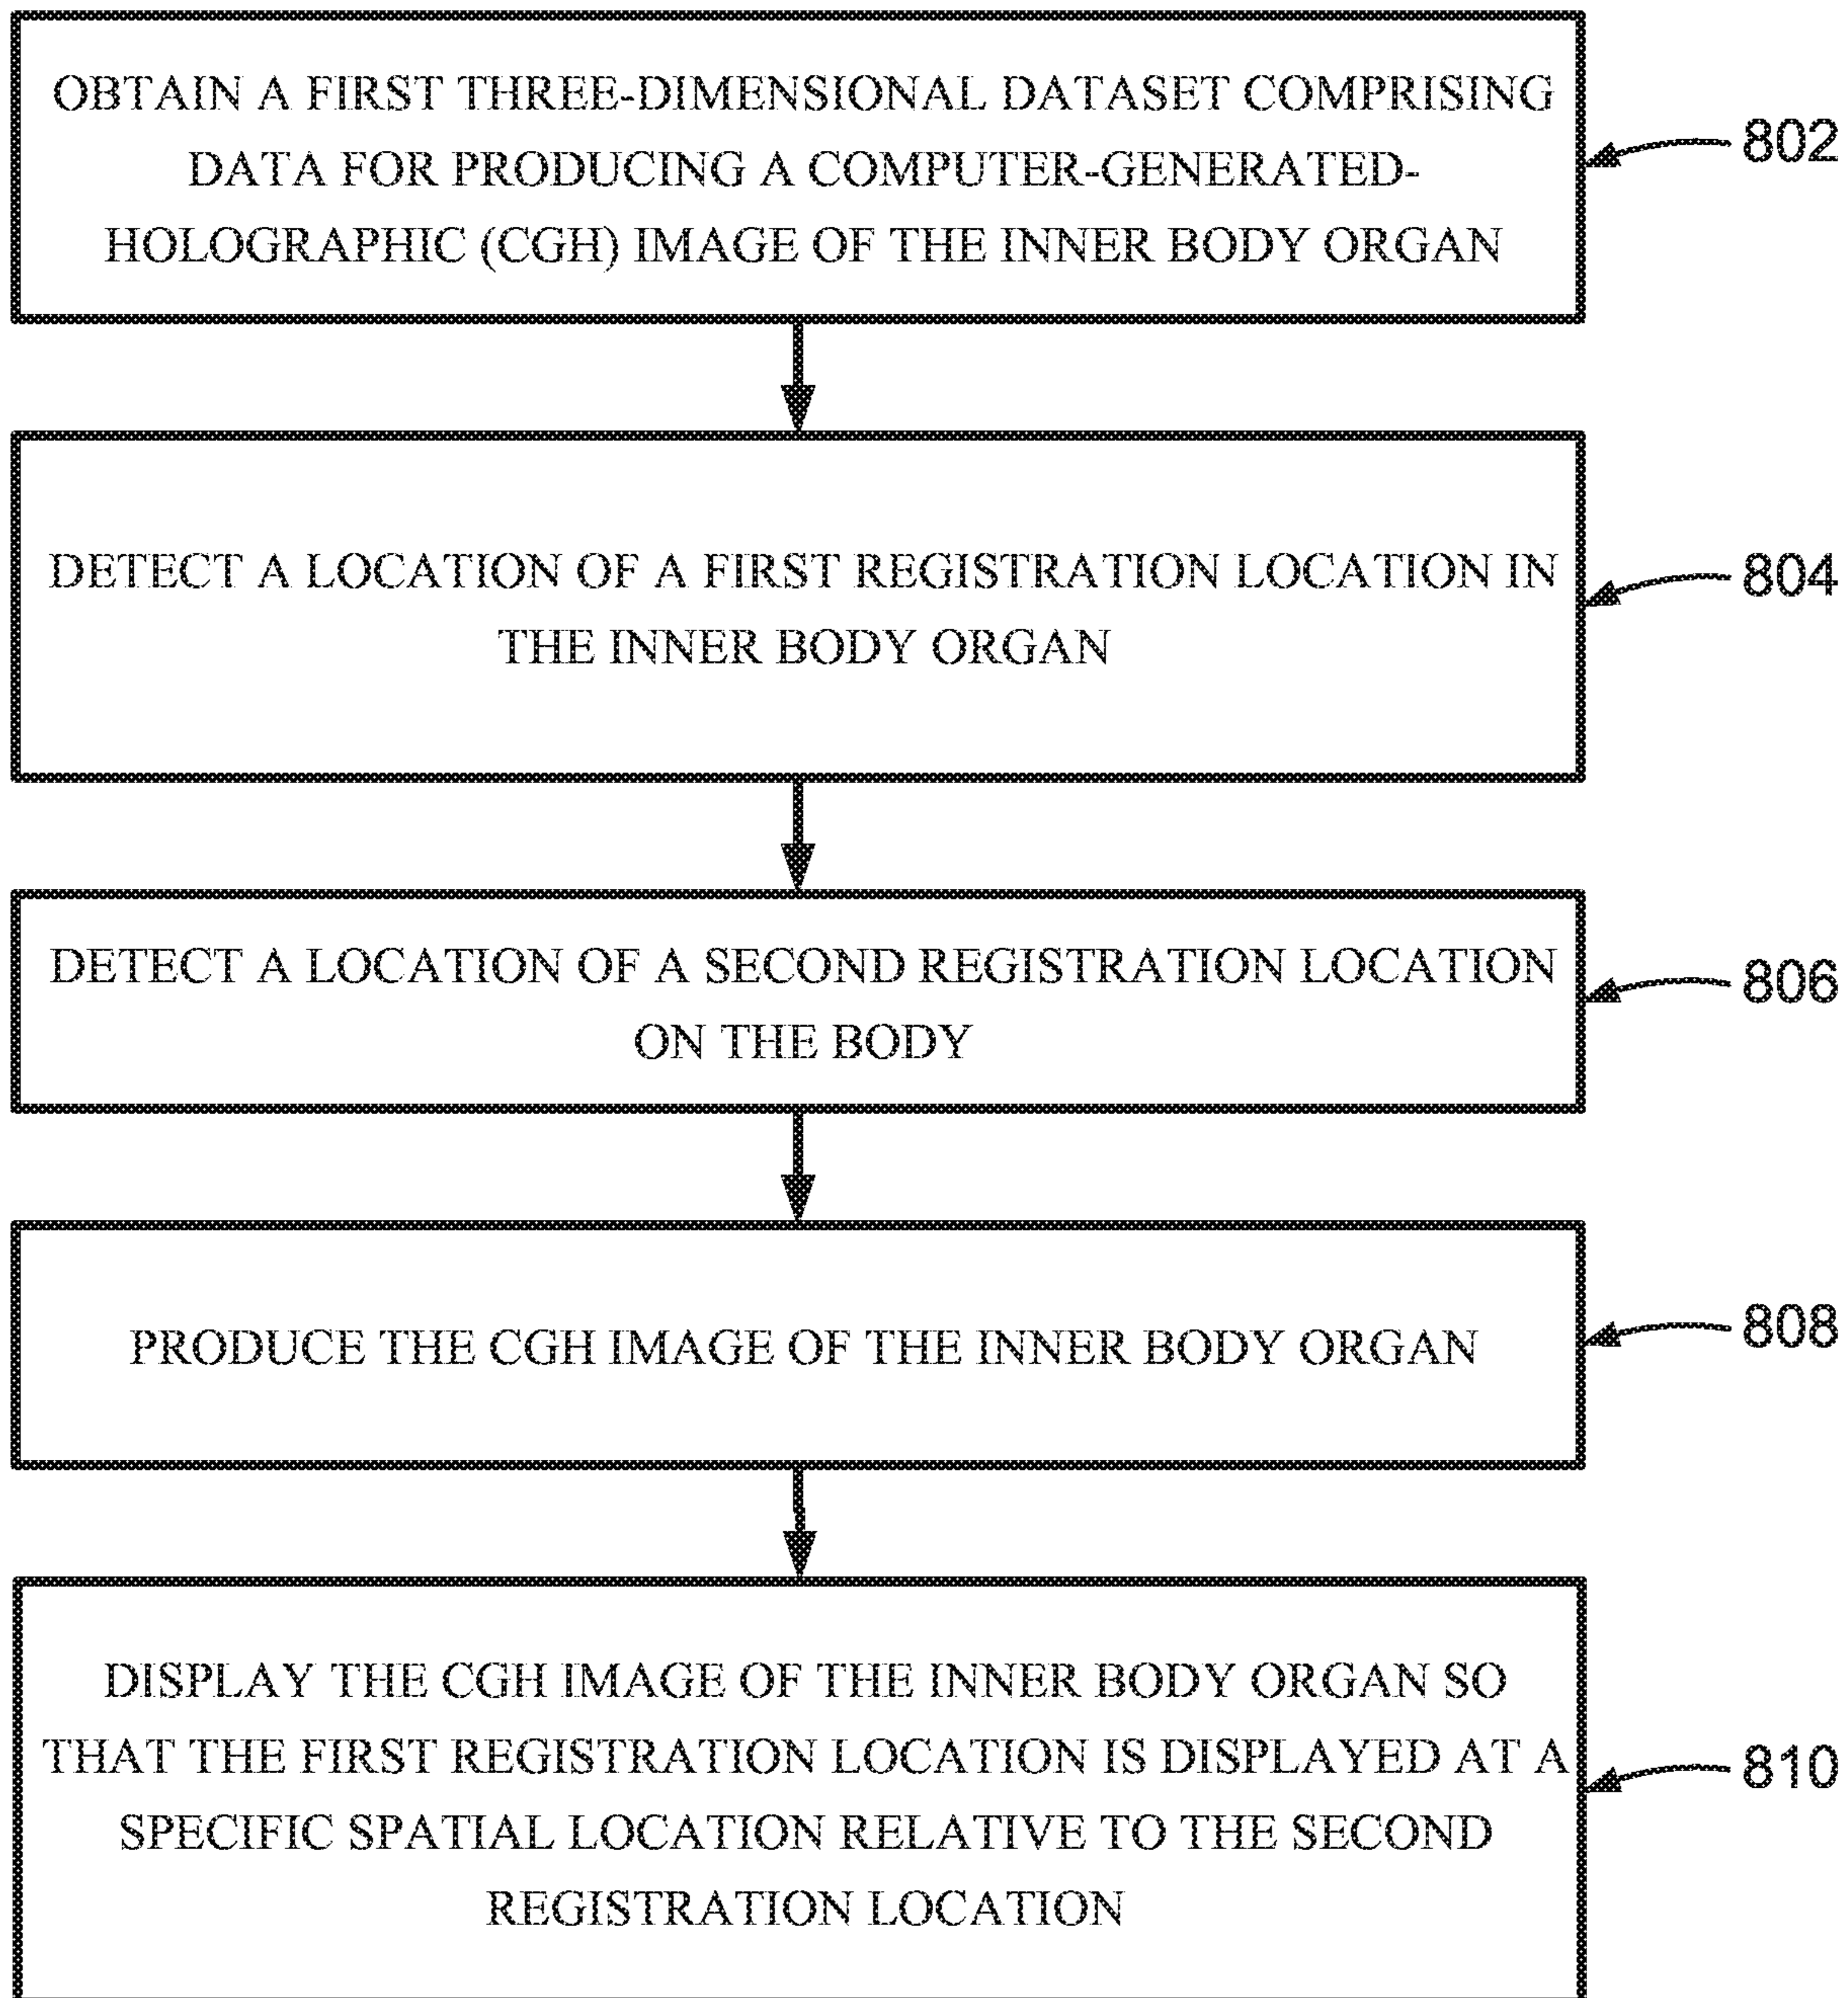 OBTAIN A FIRST THREE-DIMENSIONAL DATASET COMPRISING
DATA FOR PRODUCING A COMPUTER-GENERATED-
HOLOGRAPHIC (CGH) IMAGE OF THE INNER BODY ORGAN
802
DETECT A LOCATION OF A FIRST REGISTRATION LOCATION IN
THE INNER BODY ORGAN
804
DETECT A LOCATION OF A SECOND REGISTRATION LOCATION
ON THE BODY
806
PRODUCE THE CGH IMAGE OF THE INNER BODY ORGAN
808
DISPLAY THE CGH IMAGE OF THE INNER BODY ORGAN SO
THAT THE FIRST REGISTRATION LOCATION IS DISPLAYED AT A
SPECIFIC SPATIAL LOCATION RELATIVE TO THE SECOND
REGISTRATION LOCATION
810